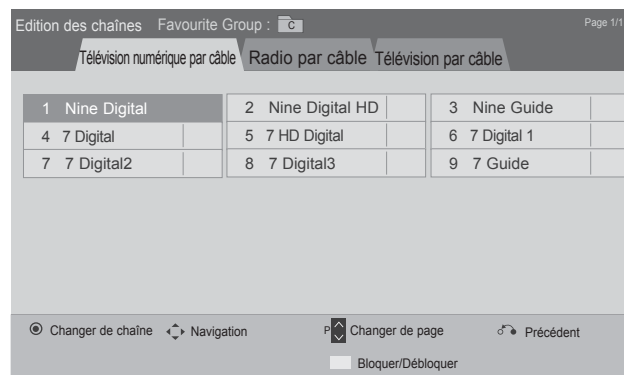 Edition des chaînes Favourite Group : C Page 1/1
Télévision numérique par câble Radio par câble Télévision par câble
1 Nine Digital 2 Nine Digital HD 3 Nine Guide
4 7 Digital 5 7 HD Digital 6 7 Digital 1
7 7 Digital2 8 7 Digital3 9 7 Guide
Changer de chaîne Navigation P Changer de page Précédent
Bloquer/Débloquer